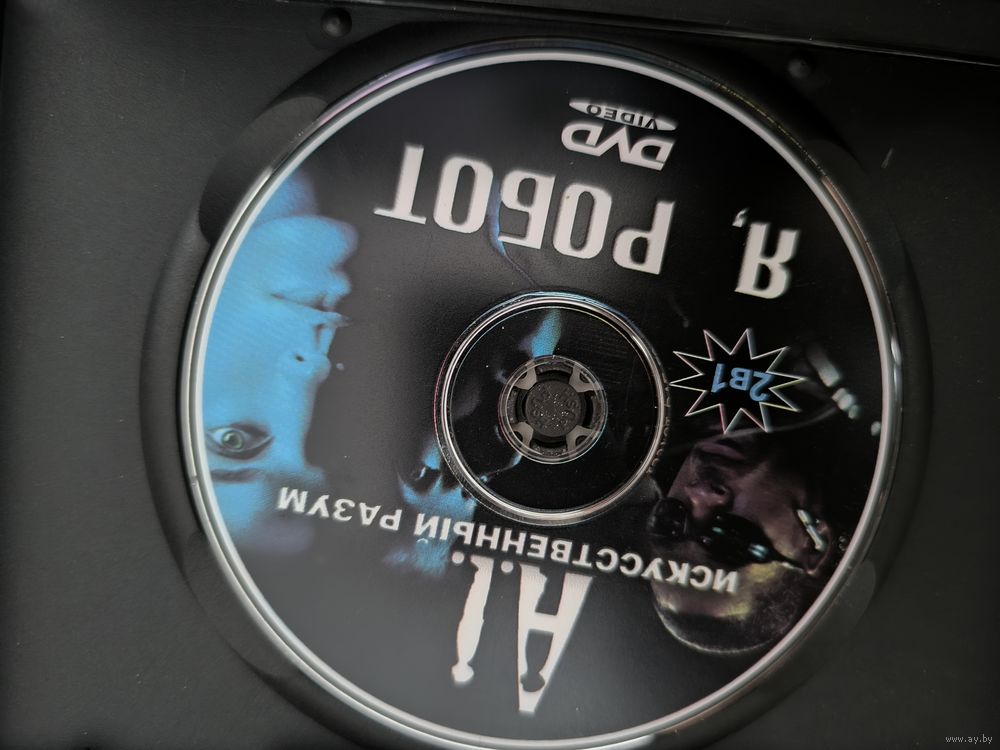 A.I.
ИСКУССТВЕННЫЙ РАЗУМ
2В1
Я, РОБОТ
DVD
VIDEO
www.ay.by